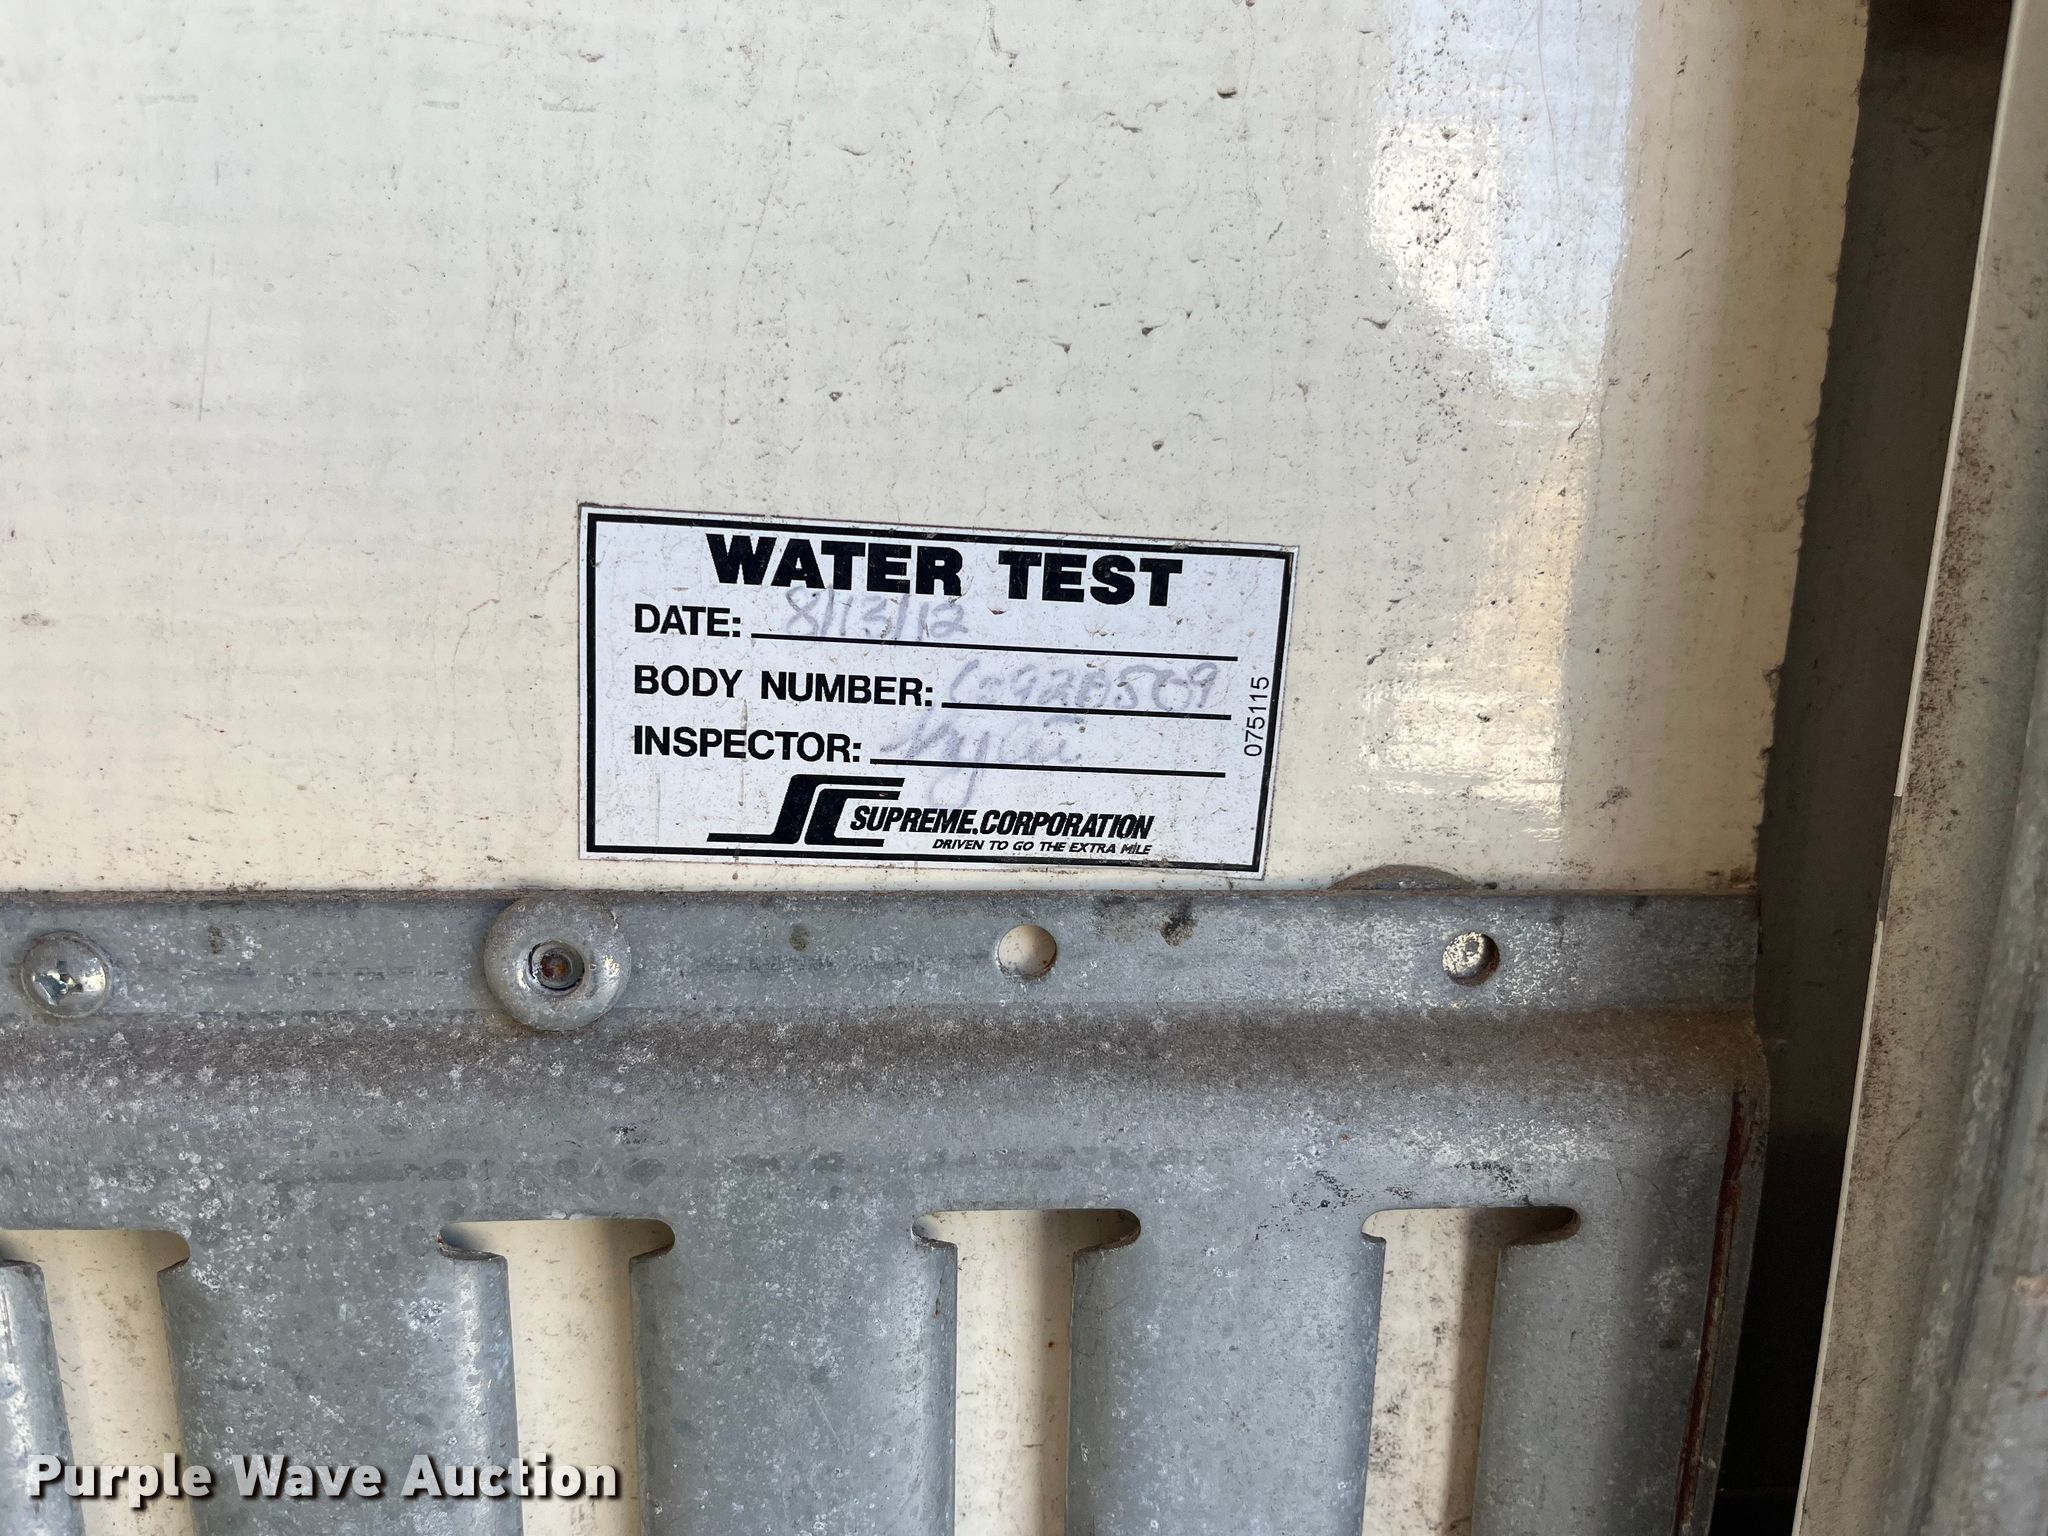 WATER TEST
DATE: 8/13/12
BODY NUMBER:
INSPECTOR:
075115
SUPREME.CORPORATION
DRIVEN TO GO THE EXTRA MILE
Purple Wave Auction